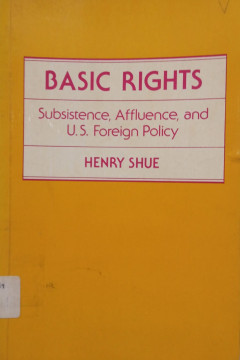 BASIC RIGHTS
Subsistence, Affluence, and
U.S. Foreign Policy
HENRY SHUE